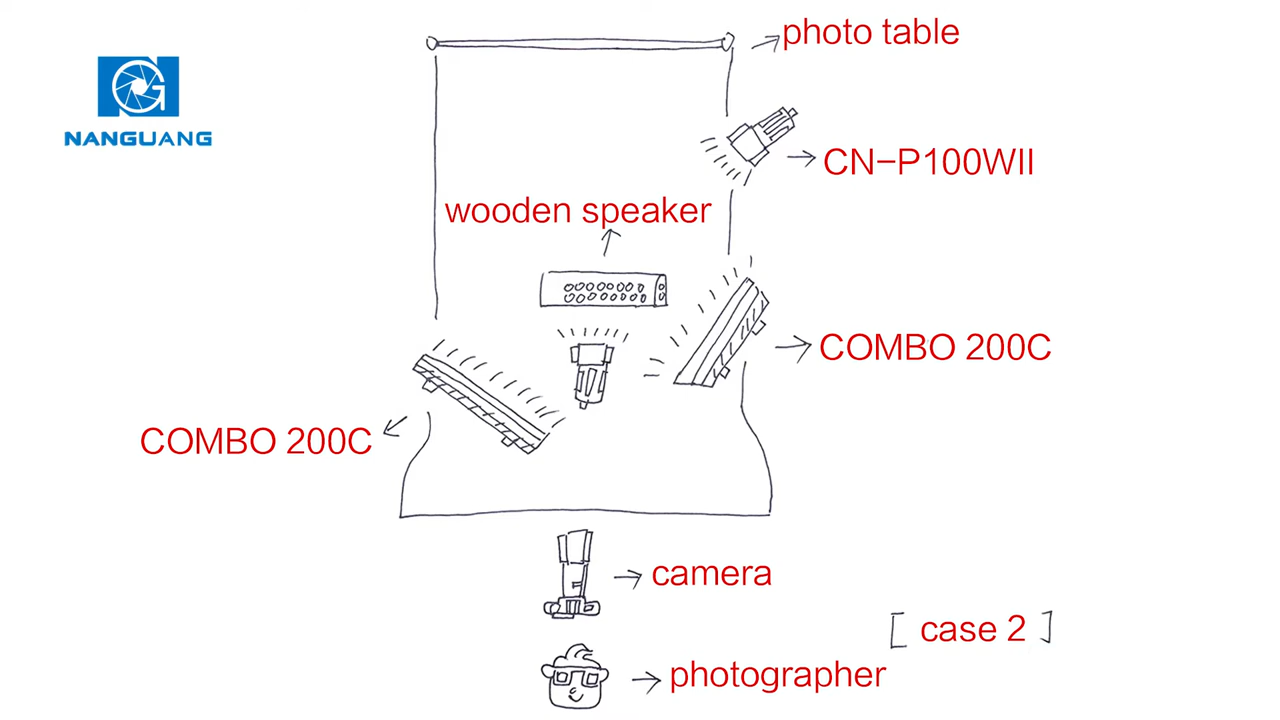 photo table
NANGUANG
CN-P100WII
wooden speaker
COMBO 200C
COMBO 200C
camera
[ case 2 ]
photographer